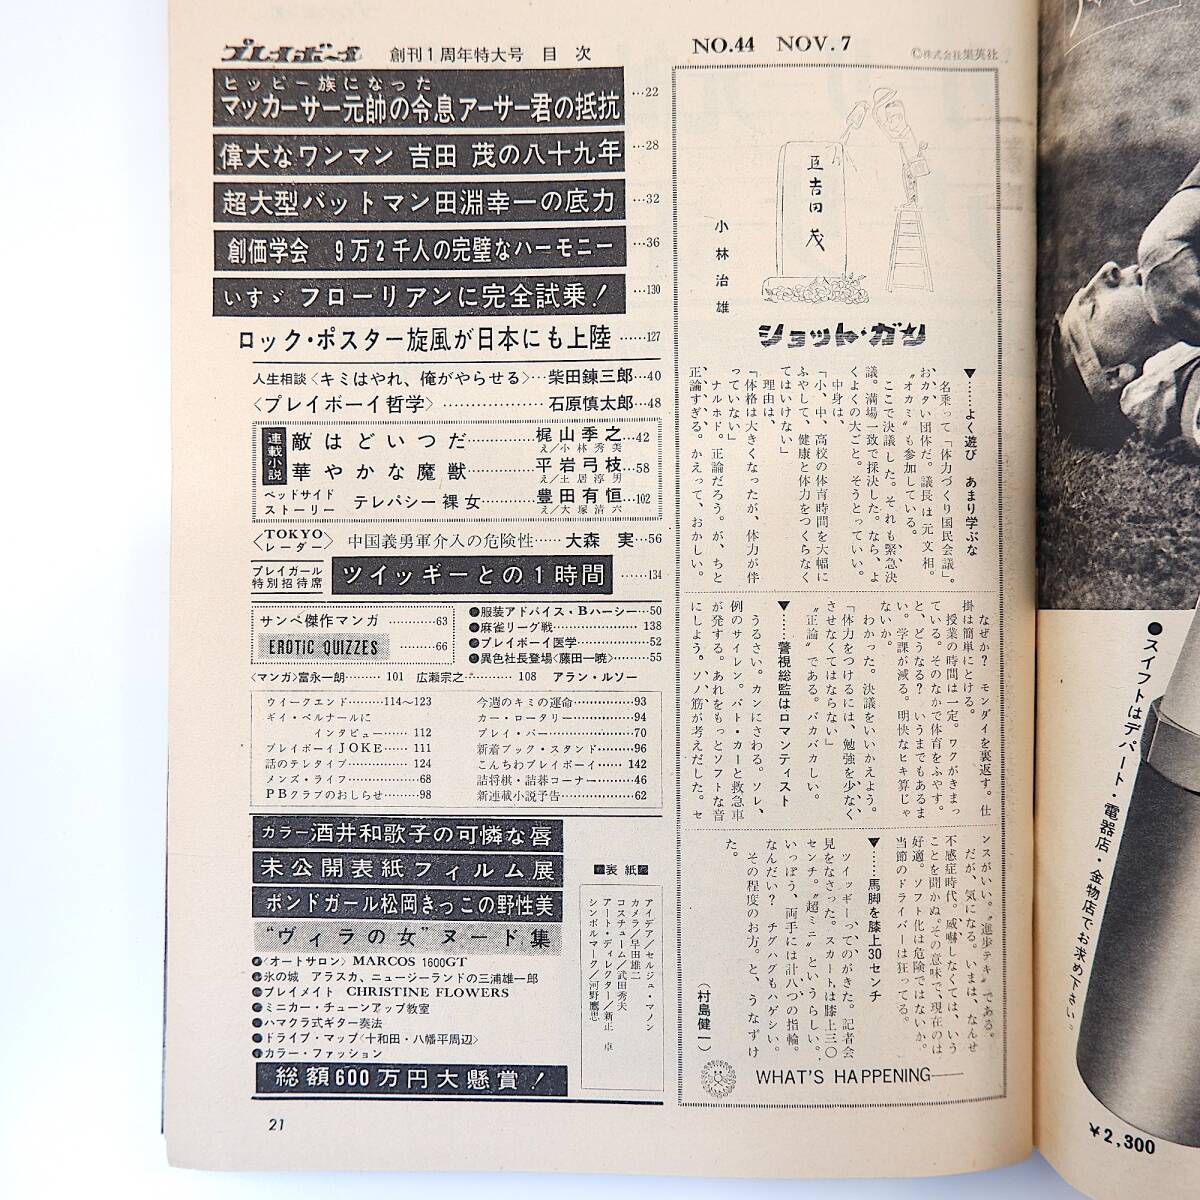 プレイボーイ 創刊1周年特大号 目次
NO.44 NOV.7
©株式会社集英社
ヒッピー族になった
マッカーサー元帥の令息アーサー君の抵抗 …22
偉大なワンマン 吉田 茂の八十九年 …28
超大型バットマン田淵幸一の底力 …32
創価学会 9万2千人の完璧なハーモニー …36
いすゞ フローリアンに完全試乗! …130
ロック・ポスター旋風が日本にも上陸 ……127
人生相談〈キミはやれ、俺がやらせる〉…柴田錬三郎…40
〈プレイボーイ哲学〉………………石原慎太郎…48
連載小説
敵はどいつだ…………梶山季之…42
え/小林秀美
華やかな魔獣…………平岩弓枝…58
え/土居淳男
ベッドサイドストーリー テレパシー裸女………豊田有恒…102
え/大塚清六
〈TOKYOレーダー〉 中国義勇軍介入の危険性……大森 実…56
プレイガール特別招待席 ツイッギーとの1時間 ……134
サンペ傑作マンガ …………63
EROTIC QUIZZES …………66
●服装アドバイス・Bハーシー…50
●麻雀リーグ戦……………138
●プレイボーイ医学…………52
●異色社長登場〈藤田一暁〉……55
〈マンガ〉富永一朗……… 101 広瀬宗之……… 108 アラン・ルソー
ウイークエンド………114〜123
ギイ・ベルナールに
インタビュー……… 112
プレイボーイJOKE…… 111
話のテレタイプ………… 124
メンズ・ライフ………… 68
PBクラブのおしらせ……… 98
今週のキミの運命…………93
カー・ロータリー…………94
プレイ・バー………………70
新着ブック・スタンド………96
こんちわプレイボーイ…… 142
詰将棋・詰碁コーナー………46
新連載小説予告……………62
カラー 酒井和歌子の可憐な唇
未公開表紙フィルム展
ボンドガール松岡きっこの野性美
“ヴィラの女”ヌード集
●〈オートサロン〉MARCOS 1600GT
●氷の城 アラスカ、ニュージーランドの三浦雄一郎
●プレイメイト CHRISTINE FLOWERS
●ミニカー・チューンアップ教室
●ハマクラ式ギター奏法
●ドライブ・マップ〈十和田・八幡平周辺〉
●カラー・ファッション
総額600万円大懸賞!
■表紙■
アイデア/セルジュ・マノン
カメラ/早田雄二
コスチューム/武田秀夫
アート・ディレクター/新正 卓
シンボルマーク/河野鷹思
21
臣吉田茂
小林治雄
ショット・ガン
▼……よく遊び あまり学ぶな
名乗って「体力づくり国民会議」。
おカタい団体だ。議長は元文相。
“オカミ”も参加している。
ここで決議した。それも緊急決
議。満場一致で採決した。なら、よ
くよくの大ごと。そうとっていい。
中身は、
「小、中、高校の体育時間を大幅に
ふやして、健康と体力をつくらなく
てはいけない」
理由は、
「体格は大きくなったが、体力が伴
っていない」
ナルホド。正論だろう。が、ちと
正論すぎる。かえって、おかしい。
なぜか? モンダイを裏返す。仕
掛は簡単にとける。
授業の時間は一定。ワクがきまっ
ている。そのなかで体育をふやす。
と、どうなる? いうまでもあるま
い。学課が減る。明快なヒキ算じゃ
ないか。
わかった。決議をいいかえよう。
「体力をつけるには、勉強を少なく
させなくてはならない」
“正論”である。バカバカしい。
▼……警視総監はロマンティスト
うるさい。カンにさわる。ソレ、
例のサイレン。パト・カーと救急車
が発する。あれをもっとソフトな音
にしよう。ソノ筋が考えだした。セ
ンスがいい。“進歩テキ”である。
だが、気になる。いまは、なんせ
不感症時代。威嚇しなくては、いう
ことを聞かぬ。その意味で、現在のは
好適。ソフト化は危険ではないか。
当節のドライバーは狂ってる。
▼……馬脚を膝上30センチ
ツイッギー、ってのがきた。記者会
見をなさった。スカートは膝上三〇
センチ。“超ミニ”というらしい。
いっぽう、両手には計八つの指輪。
なんだい? チグハグもハゲシい。
その程度のお方。と、うなずけ
た。
(村島健一)
WHAT'S HAPPENING——
●スイフトはデパート・電器店・金物店でお求め下さい。
¥2,300